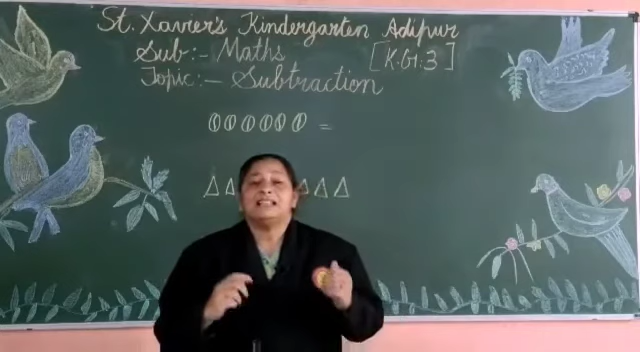 St. Xavier's Kindergarten Adipur
Sub:- Maths [K.G.:3]
Topic:- Subtraction
=